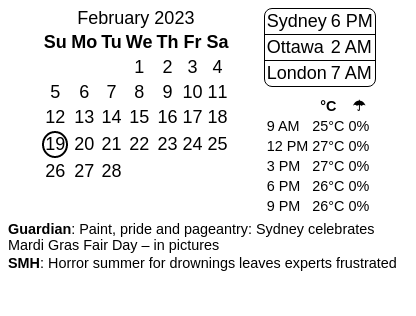 February 2023
Su Mo Tu We Th Fr Sa
1 2 3 4
5 6 7 8 9 10 11
12 13 14 15 16 17 18
19 20 21 22 23 24 25
26 27 28
Sydney 6 PM
Ottawa 2 AM
London 7 AM
°C ☂
9 AM 25°C 0%
12 PM 27°C 0%
3 PM 27°C 0%
6 PM 26°C 0%
9 PM 26°C 0%
Guardian: Paint, pride and pageantry: Sydney celebrates
Mardi Gras Fair Day – in pictures
SMH: Horror summer for drownings leaves experts frustrated